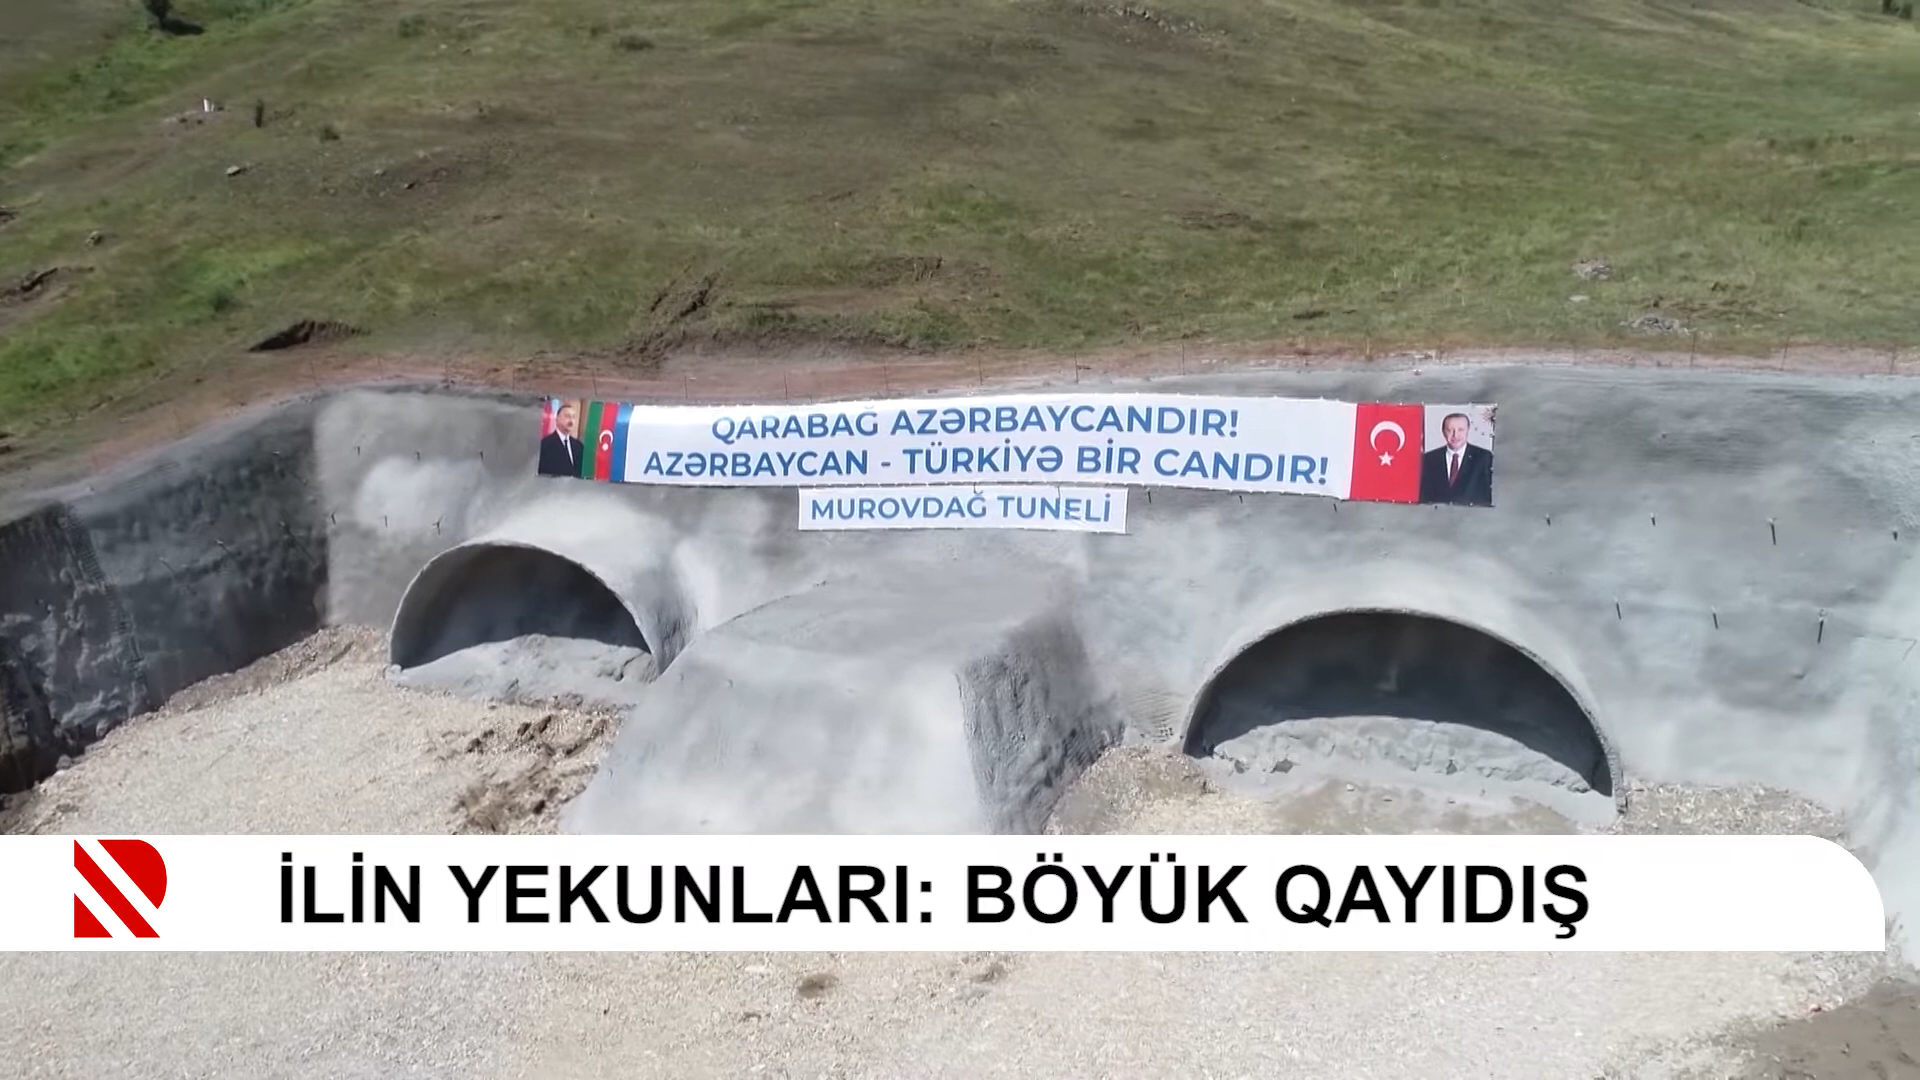 QARABAĞ AZƏRBAYCANDIR!
AZƏRBAYCAN - TÜRKİYƏ BİR CANDIR!
MUROVDAĞ TUNELİ
İLİN YEKUNLARI: BÖYÜK QAYIDIŞ